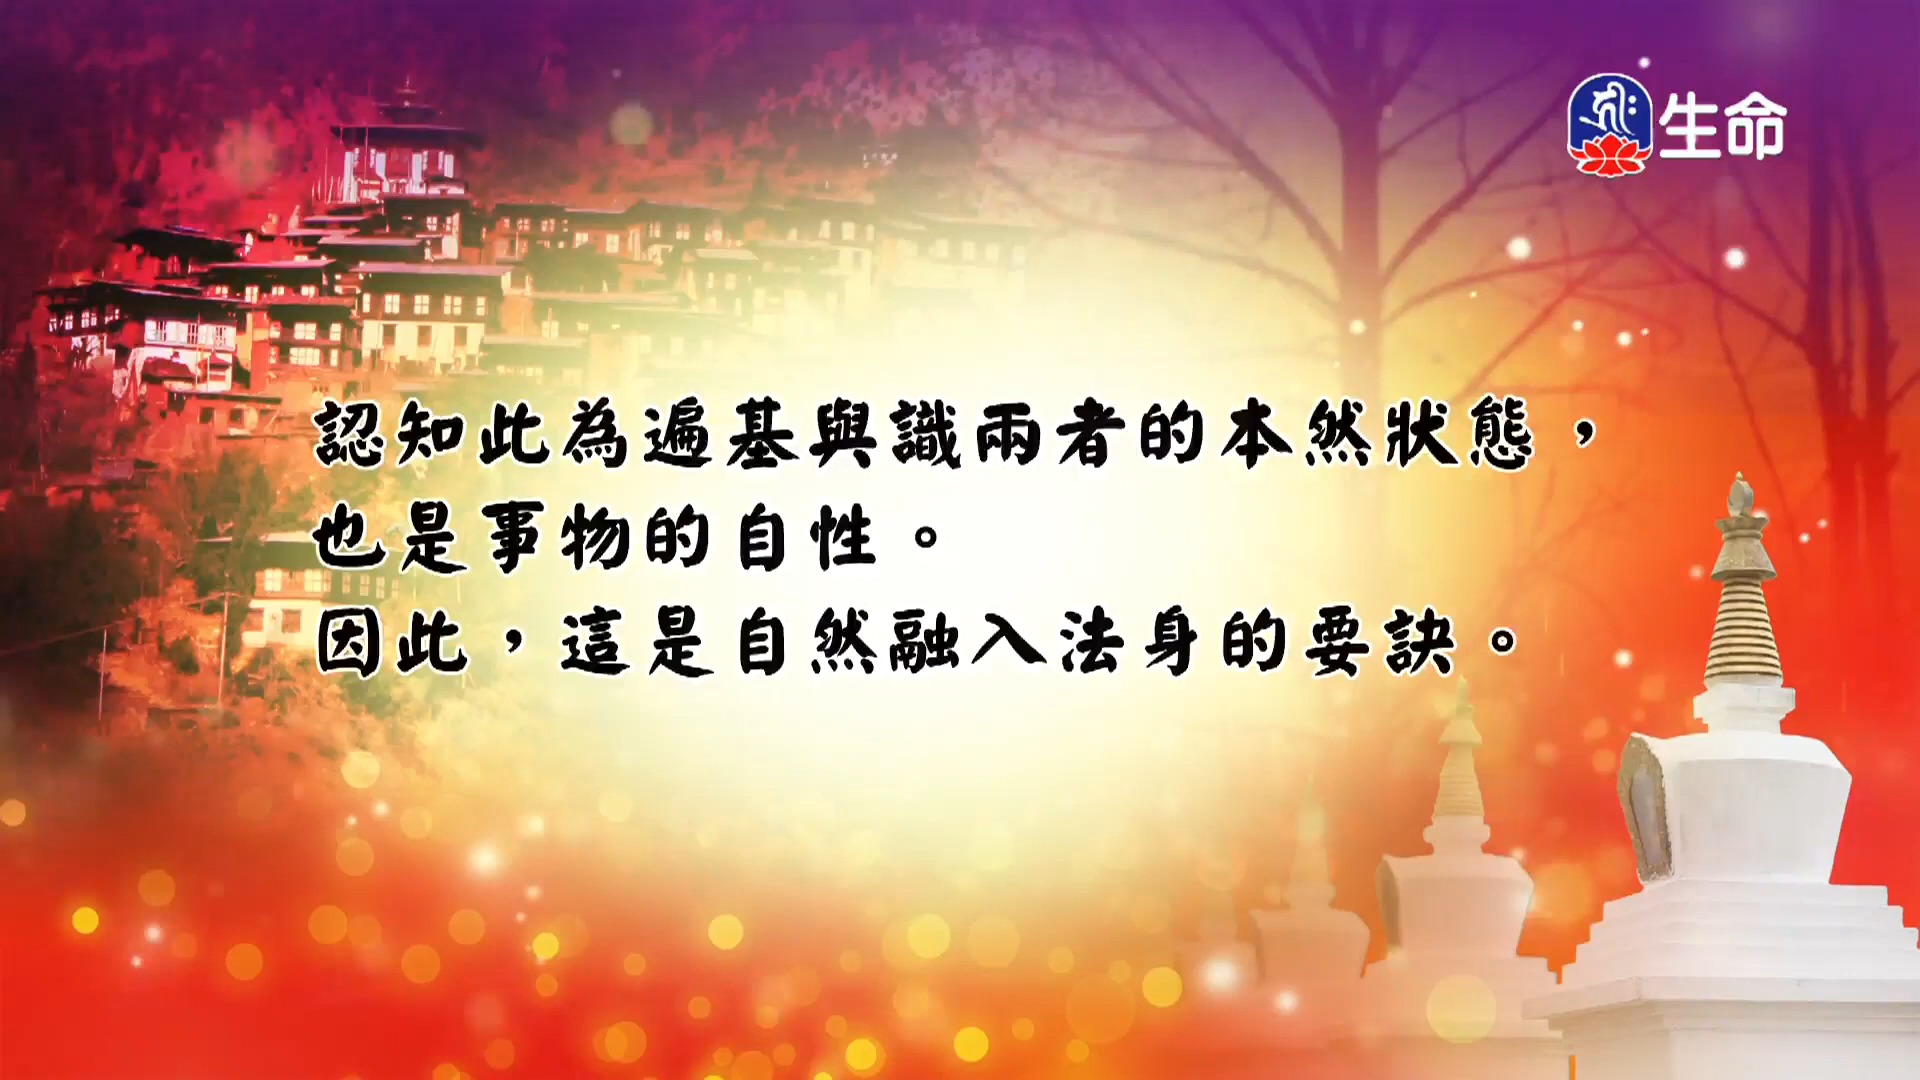 生命
認知此為遍基與識兩者的本然狀態，
也是事物的自性。
因此，這是自然融入法身的要訣。